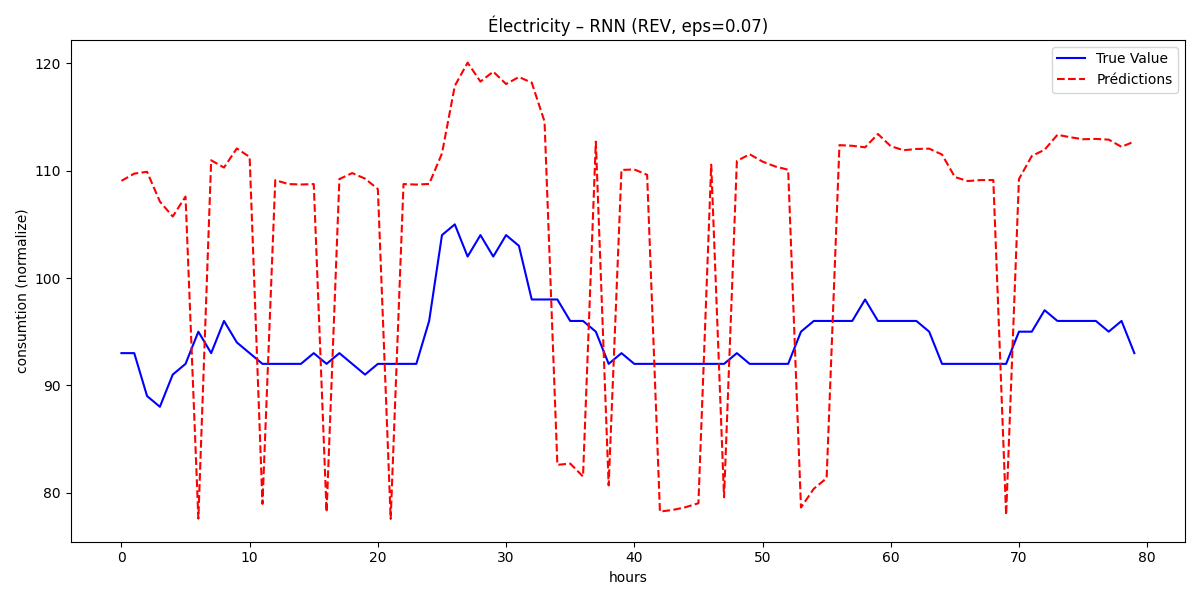 Électricity – RNN (REV, eps=0.07)
True Value
Prédictions
consumtion (normalize)
120
110
100
90
80
0 10 20 30 40 50 60 70 80
hours